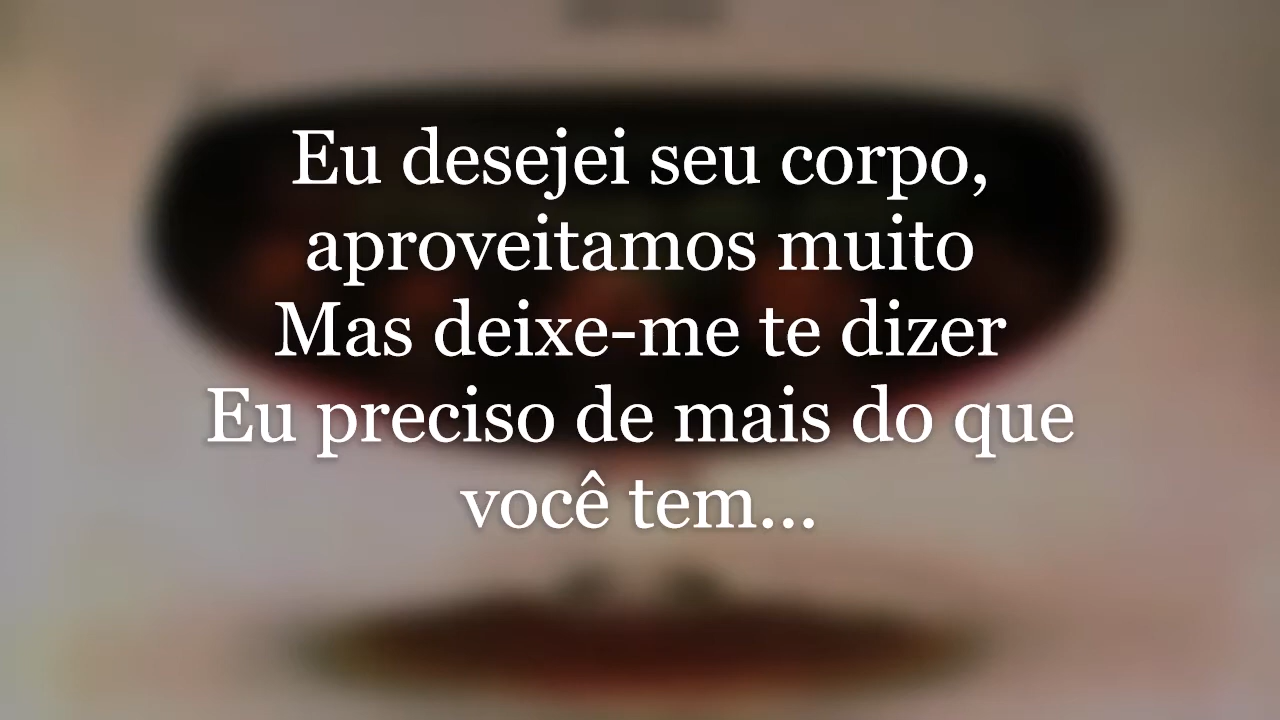 Eu desejei seu corpo,
aproveitamos muito
Mas deixe-me te dizer
Eu preciso de mais do que
você tem...